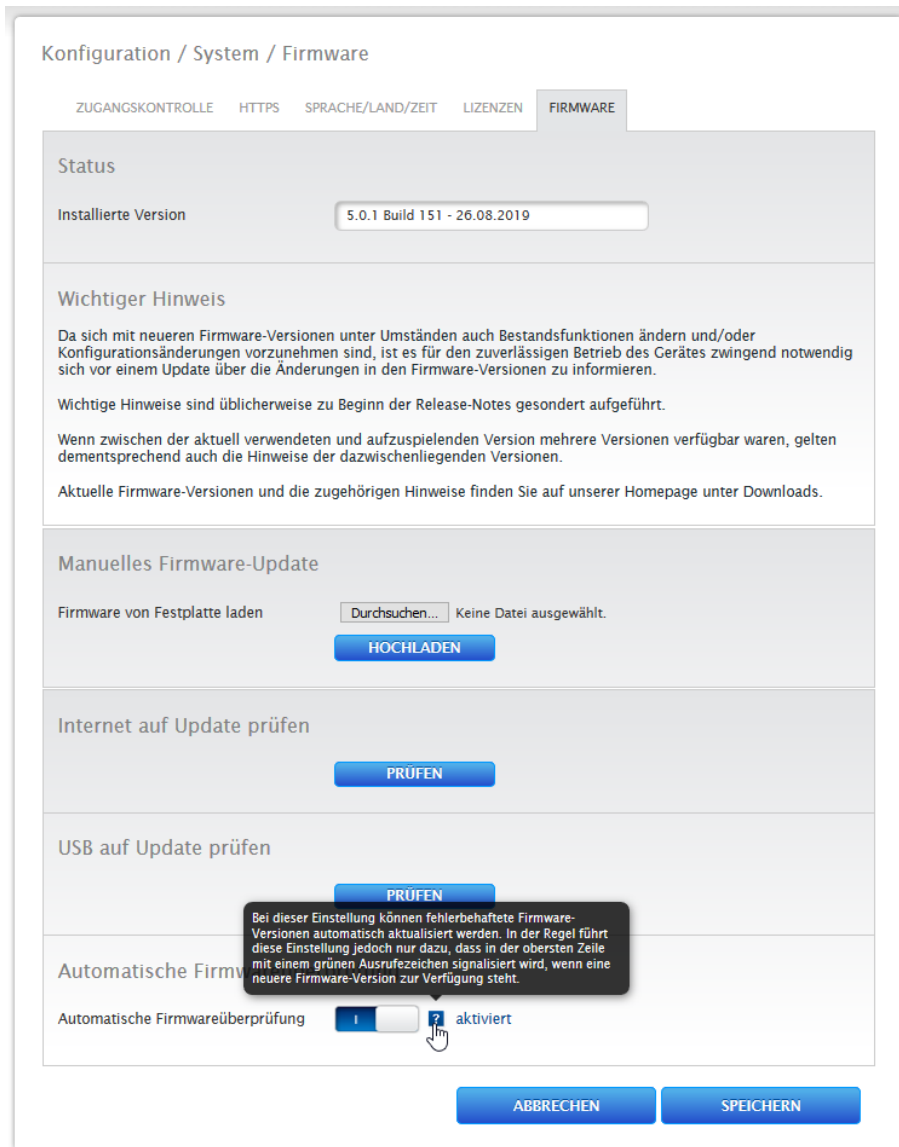 Konfiguration / System / Firmware
ZUGANGSKONTROLLE HTTPS SPRACHE/LAND/ZEIT LIZENZEN FIRMWARE
Status
Installierte Version 5.0.1 Build 151 - 26.08.2019
Wichtiger Hinweis
Da sich mit neueren Firmware-Versionen unter Umständen auch Bestandsfunktionen ändern und/oder
Konfigurationsänderungen vorzunehmen sind, ist es für den zuverlässigen Betrieb des Gerätes zwingend notwendig
sich vor einem Update über die Änderungen in den Firmware-Versionen zu informieren.
Wichtige Hinweise sind üblicherweise zu Beginn der Release-Notes gesondert aufgeführt.
Wenn zwischen der aktuell verwendeten und aufzuspielenden Version mehrere Versionen verfügbar waren, gelten
dementsprechend auch die Hinweise der dazwischenliegenden Versionen.
Aktuelle Firmware-Versionen und die zugehörigen Hinweise finden Sie auf unserer Homepage unter Downloads.
Manuelles Firmware-Update
Firmware von Festplatte laden Durchsuchen... Keine Datei ausgewählt.
HOCHLADEN
Internet auf Update prüfen
PRÜFEN
USB auf Update prüfen
PRÜFEN
Bei dieser Einstellung können fehlerbehaftete Firmware-
Versionen automatisch aktualisiert werden. In der Regel führt
diese Einstellung jedoch nur dazu, dass in der obersten Zeile
mit einem grünen Ausrufezeichen signalisiert wird, wenn eine
neuere Firmware-Version zur Verfügung steht.
Automatische
Automatische Firmwareüberprüfung I ? aktiviert
ABBRECHEN SPEICHERN